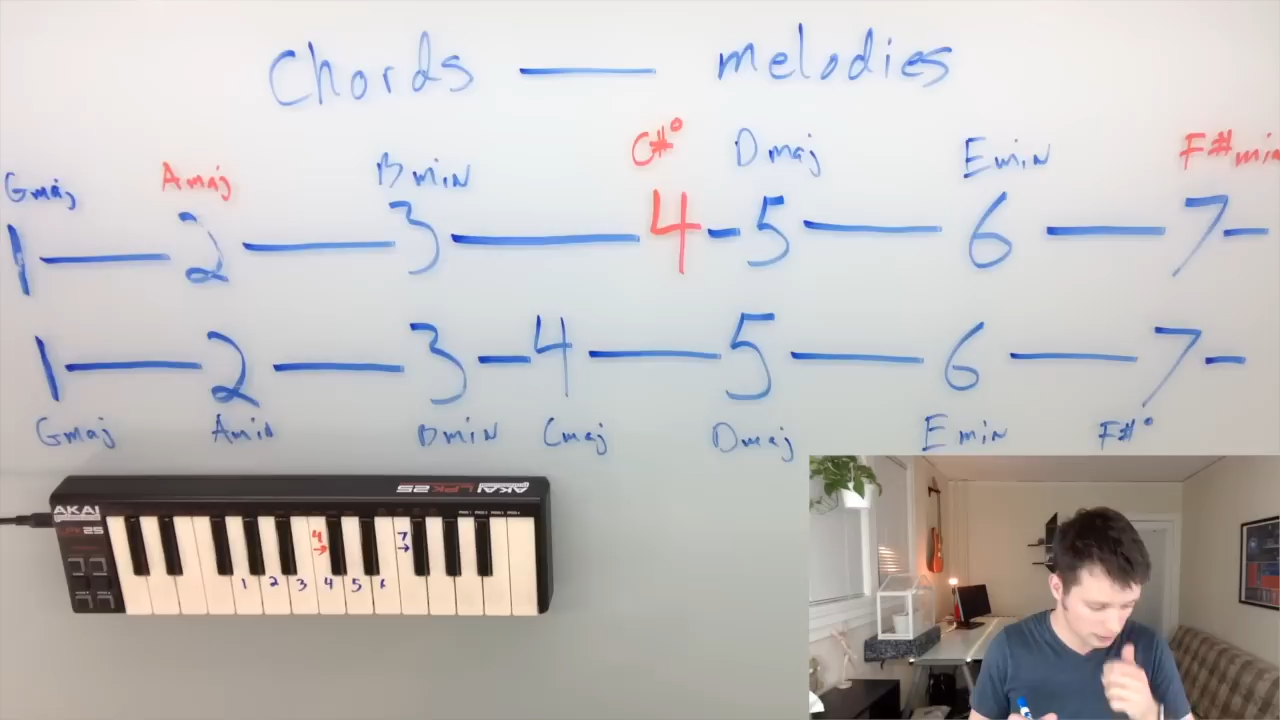 Chords — melodies
Gmaj Amaj Bmin C#° Dmaj Emin F#min
1 — 2 — 3 — 4 – 5 — 6 — 7 –
1 — 2 — 3 – 4 — 5 — 6 — 7 –
Gmaj Amin Bmin Cmaj Dmaj Emin F#°
AKAI LPK25
AKAI
LPK25
4 → 7 →
1 2 3 4 5 6